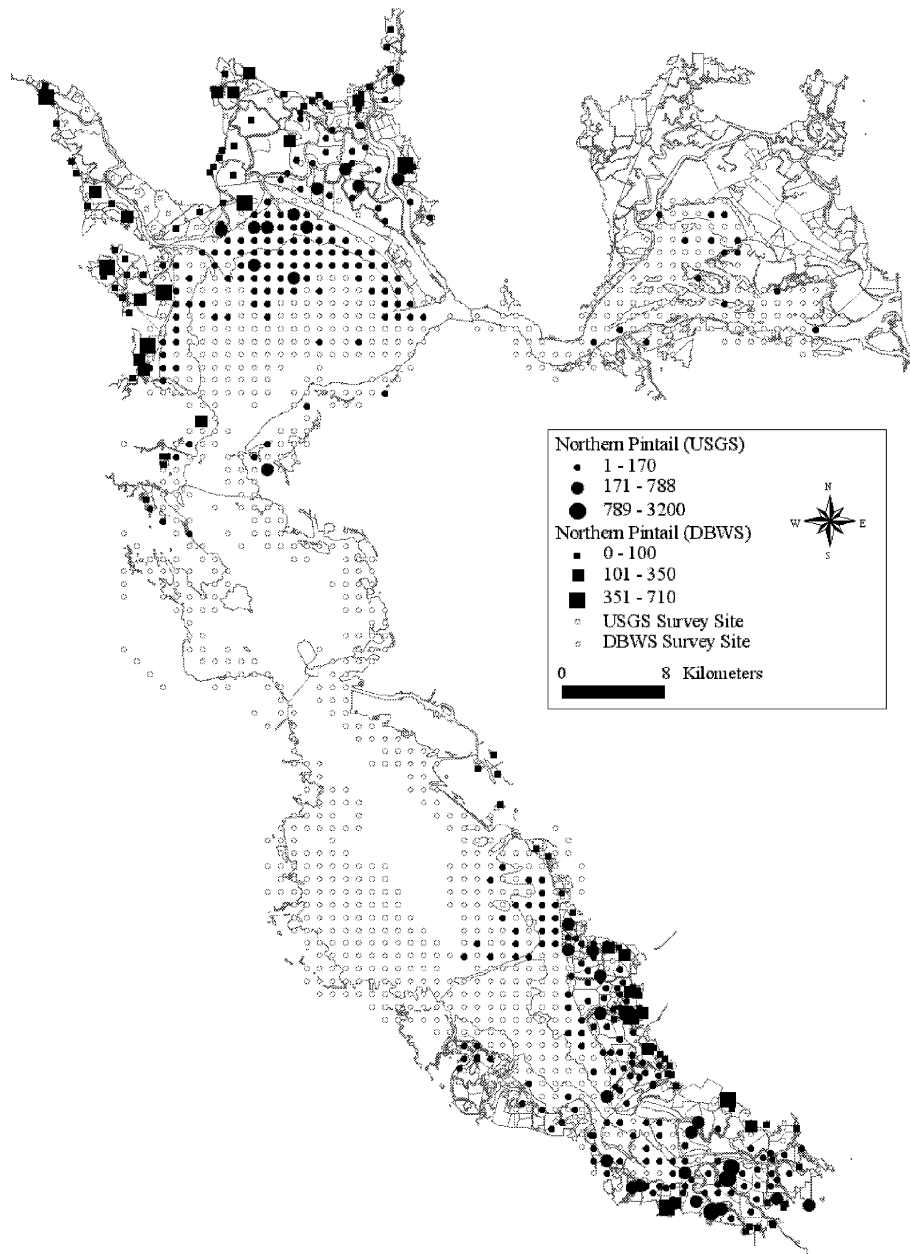 Northern Pintail (USGS)
1 - 170
171 - 788
789 - 3200
Northern Pintail (DBWS)
0 - 100
101 - 350
351 - 710
USGS Survey Site
DBWS Survey Site
0 8 Kilometers
N
W E
S